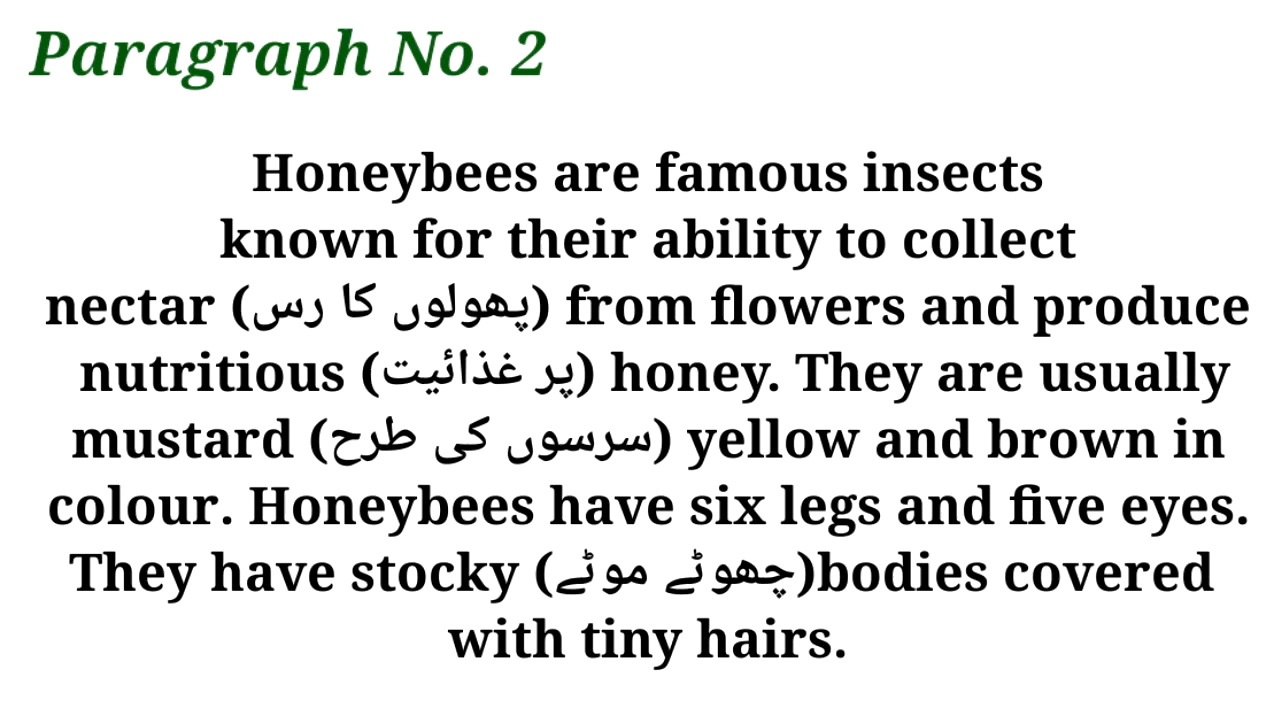 Paragraph No. 2
Honeybees are famous insects
known for their ability to collect
nectar (پھولوں کا رس) from flowers and produce
nutritious (پر غذائیت) honey. They are usually
mustard (سرسوں کی طرح) yellow and brown in
colour. Honeybees have six legs and five eyes.
They have stocky (چھوٹے موٹے)bodies covered
with tiny hairs.